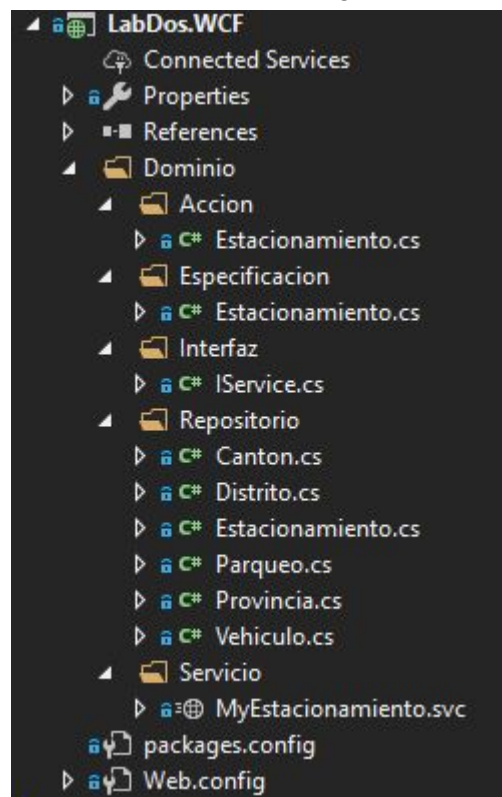 LabDos.WCF
Connected Services
Properties
References
Dominio
Accion
C# Estacionamiento.cs
Especificacion
C# Estacionamiento.cs
Interfaz
C# IService.cs
Repositorio
C# Canton.cs
C# Distrito.cs
C# Estacionamiento.cs
C# Parqueo.cs
C# Provincia.cs
C# Vehiculo.cs
Servicio
MyEstacionamiento.svc
packages.config
Web.config